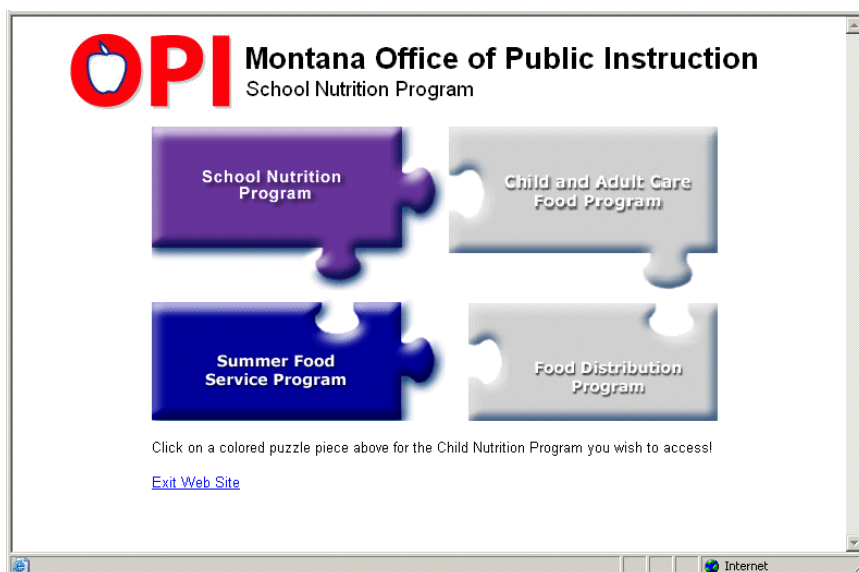 OPI Montana Office of Public Instruction
School Nutrition Program
School Nutrition
Program
Child and Adult Care
Food Program
Summer Food
Service Program
Food Distribution
Program
Click on a colored puzzle piece above for the Child Nutrition Program you wish to access!
Exit Web Site
Internet